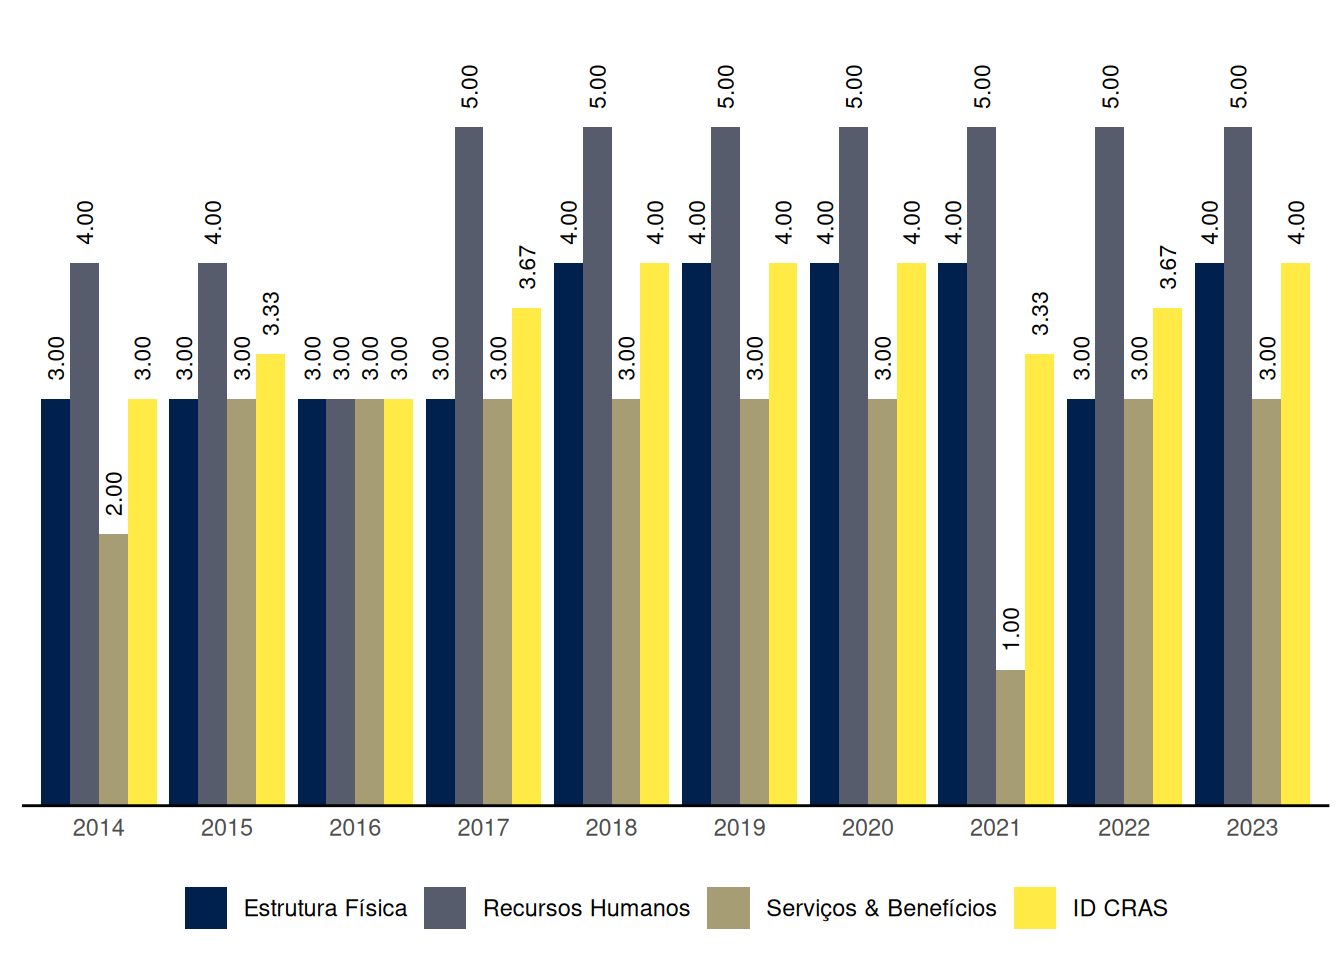 5.00 5.00 5.00 5.00 5.00 5.00 5.00
4.00 4.00 4.00 4.00 4.00 4.00 4.00 4.00 4.00 4.00 4.00
3.67 3.67
3.33 3.33
3.00 3.00 3.00 3.00 3.00 3.00 3.00 3.00 3.00 3.00 3.00 3.00 3.00 3.00 3.00 3.00 3.00
2.00
1.00
2014 2015 2016 2017 2018 2019 2020 2021 2022 2023
Estrutura Física Recursos Humanos Serviços & Benefícios ID CRAS